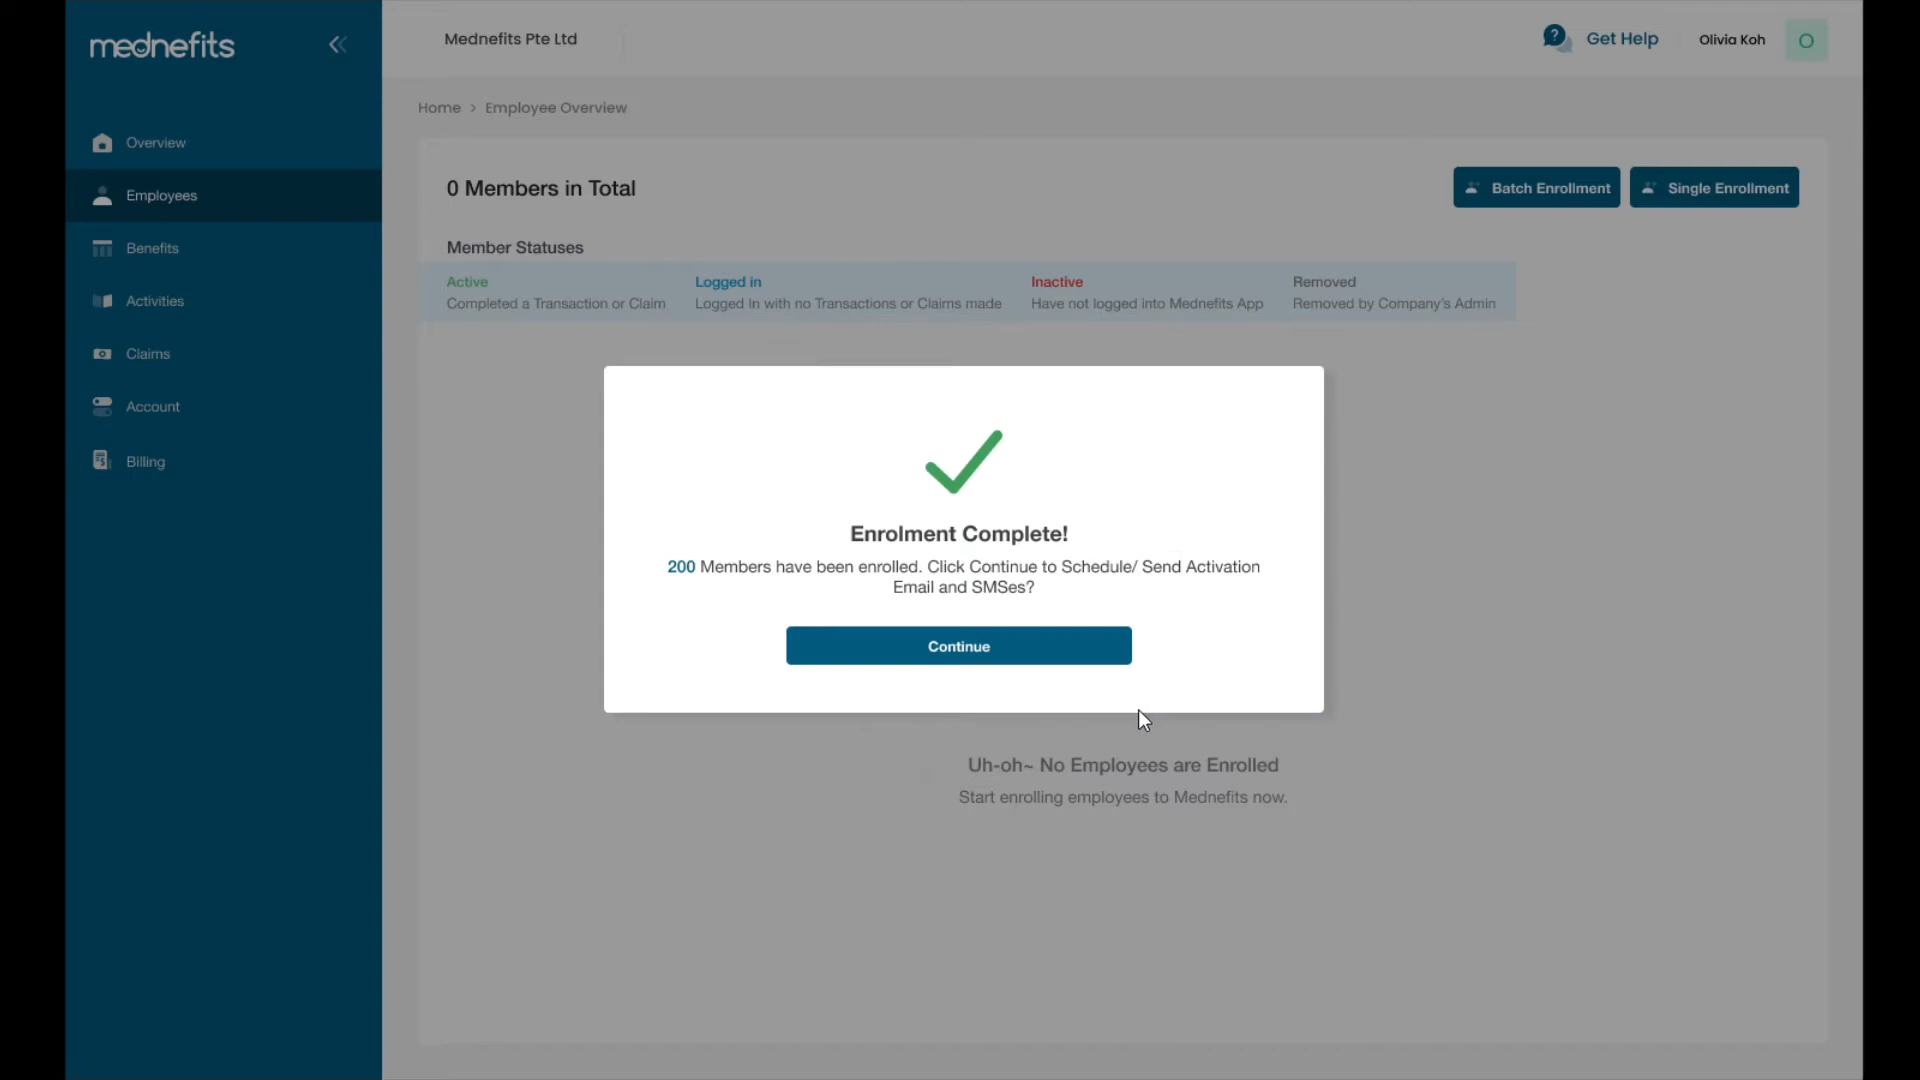 mednefits
Mednefits Pte Ltd
Get Help
Olivia Koh
O
Home > Employee Overview
Overview
Employees
Benefits
Activities
Claims
Account
Billing
0 Members in Total
Batch Enrollment
Single Enrollment
Member Statuses
Active
Completed a Transaction or Claim
Logged in
Logged In with no Transactions or Claims made
Inactive
Have not logged into Mednefits App
Removed
Removed by Company's Admin
Enrolment Complete!
200 Members have been enrolled. Click Continue to Schedule/ Send Activation
Email and SMSes?
Continue
Uh-oh~ No Employees are Enrolled
Start enrolling employees to Mednefits now.